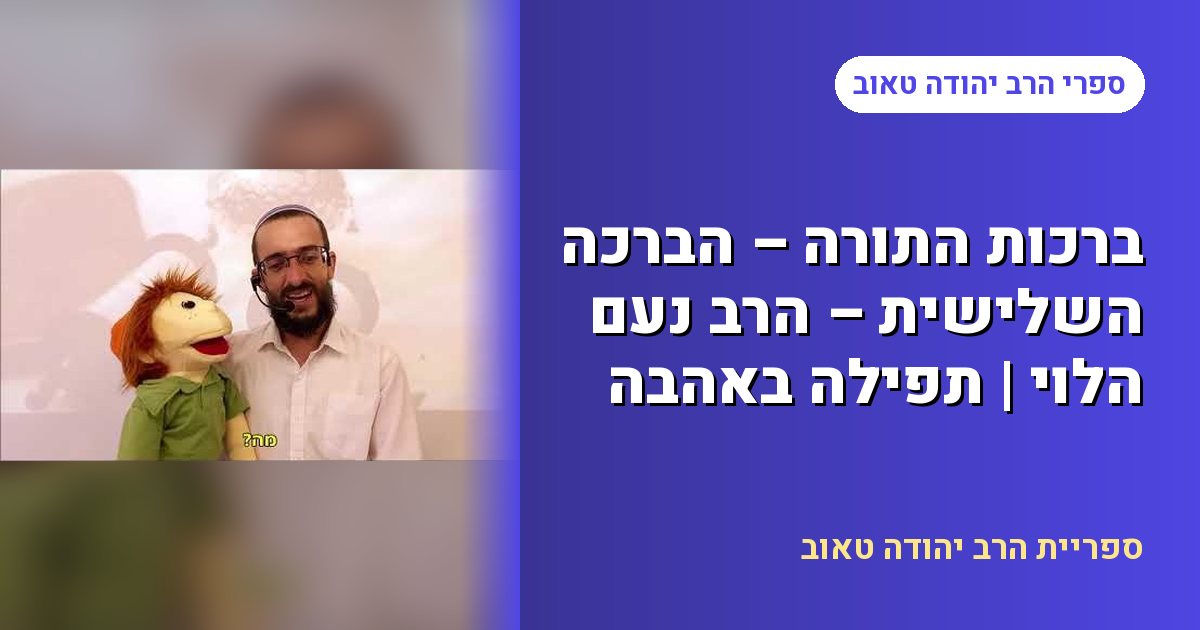 ספרי הרב יהודה טאוב
ברכות התורה – הברכה
השלישית – הרב נעם
הלוי | תפילה באהבה
מה?
ספריית הרב יהודה טאוב